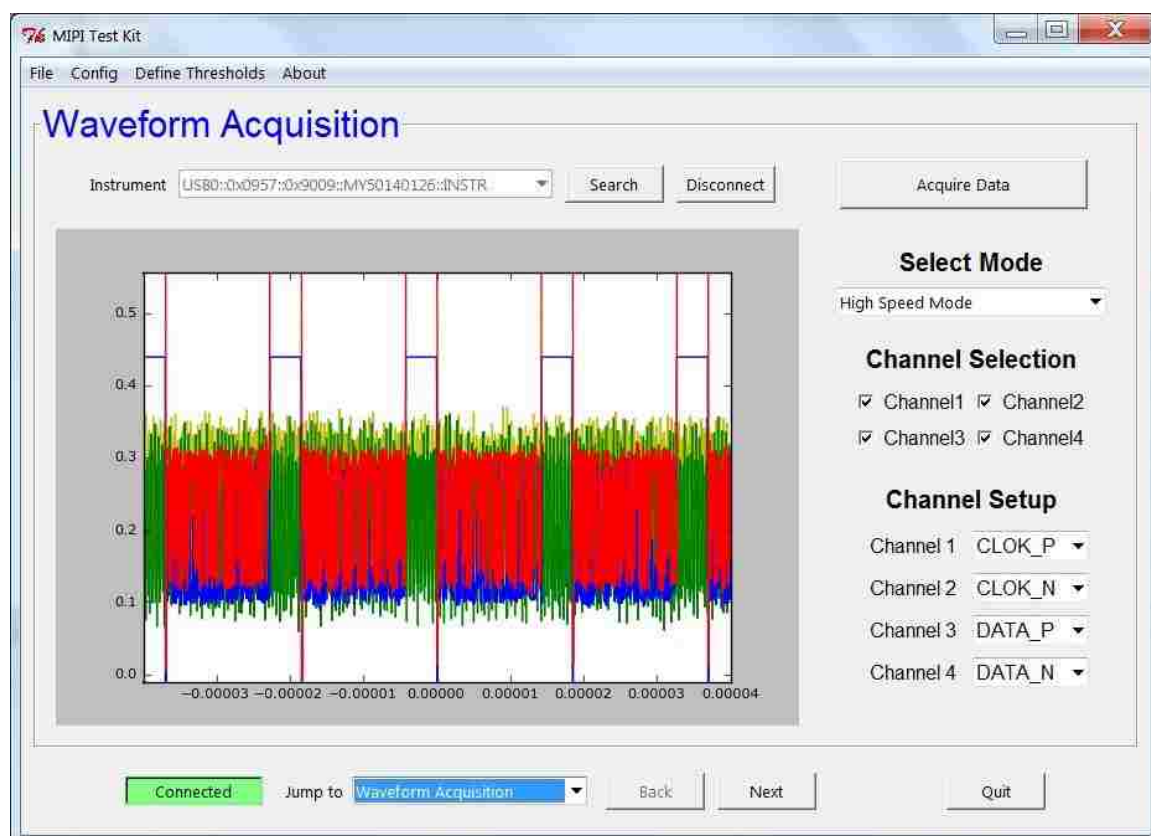 MIPI Test Kit
File Config Define Thresholds About
Waveform Acquisition
Instrument USB0::0x0957::0x9009::MY50140126::INSTR Search Disconnect Acquire Data
Select Mode
High Speed Mode
Channel Selection
Channel1 Channel2
Channel3 Channel4
Channel Setup
Channel 1 CLOK_P
Channel 2 CLOK_N
Channel 3 DATA_P
Channel 4 DATA_N
0.5
0.4
0.3
0.2
0.1
0.0
−0.00003 −0.00002 −0.00001 0.00000 0.00001 0.00002 0.00003 0.00004
Connected Jump to Waveform Acquisition Back Next Quit